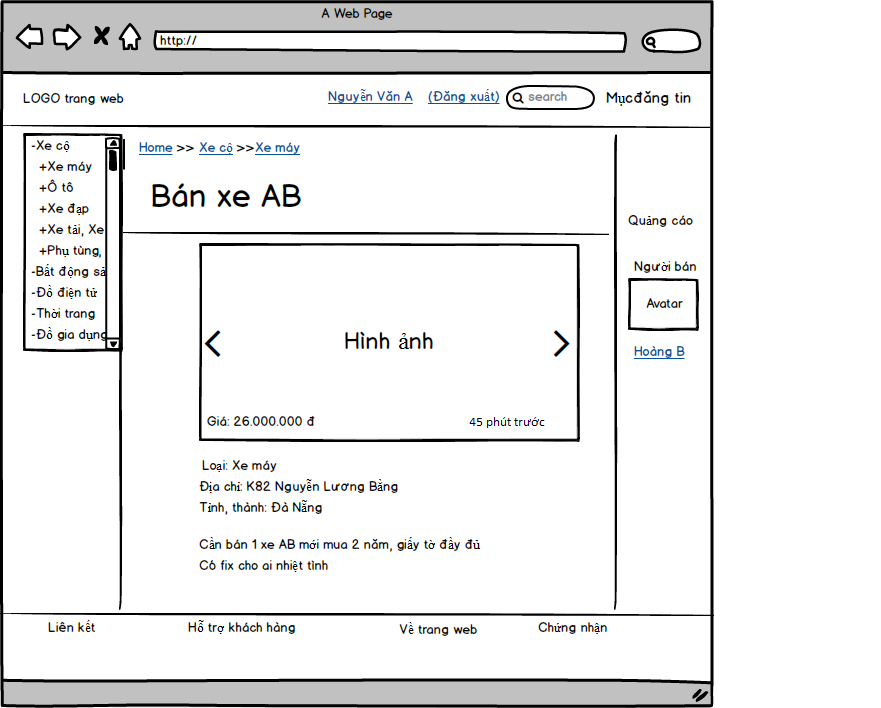 A Web Page
http://
LOGO trang web
Nguyễn Văn A
(Đăng xuất)
search
Mụcđăng tin
-Xe cộ
+Xe máy
+Ô tô
+Xe đạp
+Xe tải, Xe
+Phụ tùng,
-Bất động sả
-Đồ điện tử
-Thời trang
-Đồ gia dụng
Home >> Xe cộ >>Xe máy
Bán xe AB
Hình ảnh
Giá: 26.000.000 đ
45 phút trước
Loại: Xe máy
Địa chỉ: K82 Nguyễn Lương Bằng
Tỉnh, thành: Đà Nẵng
Cần bán 1 xe AB mới mua 2 năm, giấy tờ đầy đủ
Có fix cho ai nhiệt tình
Quảng cáo
Người bán
Avatar
Hoàng B
Liên kết
Hỗ trợ khách hàng
Về trang web
Chứng nhận